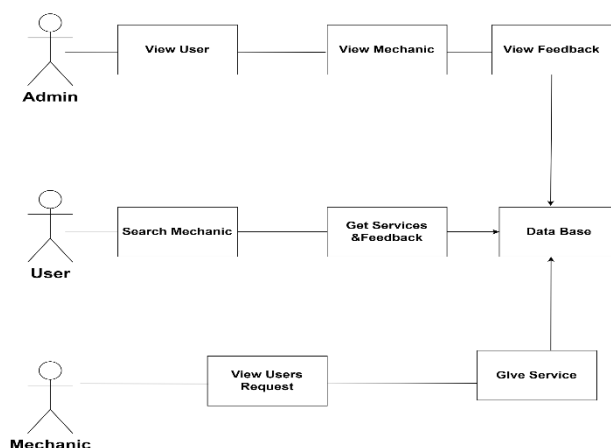 View User
View Mechanic
View Feedback
Admin
Search Mechanic
Get Services
&Feedback
Data Base
User
View Users
Request
GIve Service
Mechanic